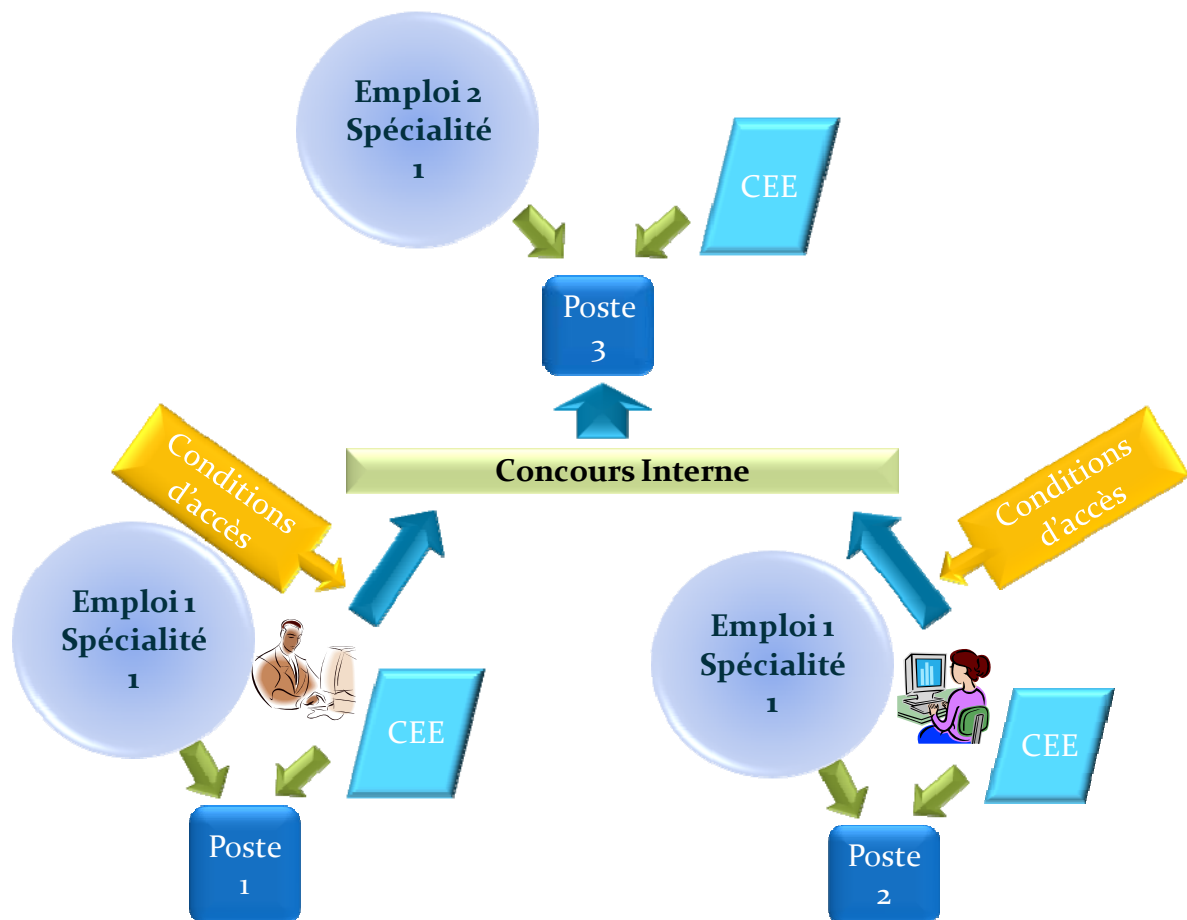 Emploi 2
Spécialité
1
CEE
Poste
3
Conditions
d'accès
Concours Interne
Conditions
d'accès
Emploi 1
Spécialité
1
CEE
Emploi 1
Spécialité
1
CEE
Poste
1
Poste
2